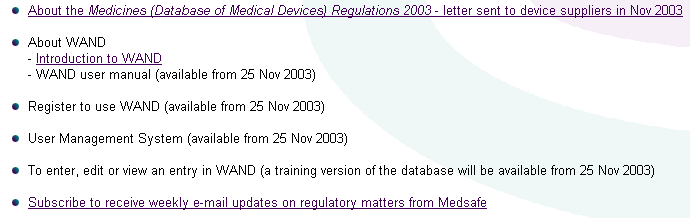 About the Medicines (Database of Medical Devices) Regulations 2003 - letter sent to device suppliers in Nov 2003
About WAND
- Introduction to WAND
- WAND user manual (available from 25 Nov 2003)
Register to use WAND (available from 25 Nov 2003)
User Management System (available from 25 Nov 2003)
To enter, edit or view an entry in WAND (a training version of the database will be available from 25 Nov 2003)
Subscribe to receive weekly e-mail updates on regulatory matters from Medsafe